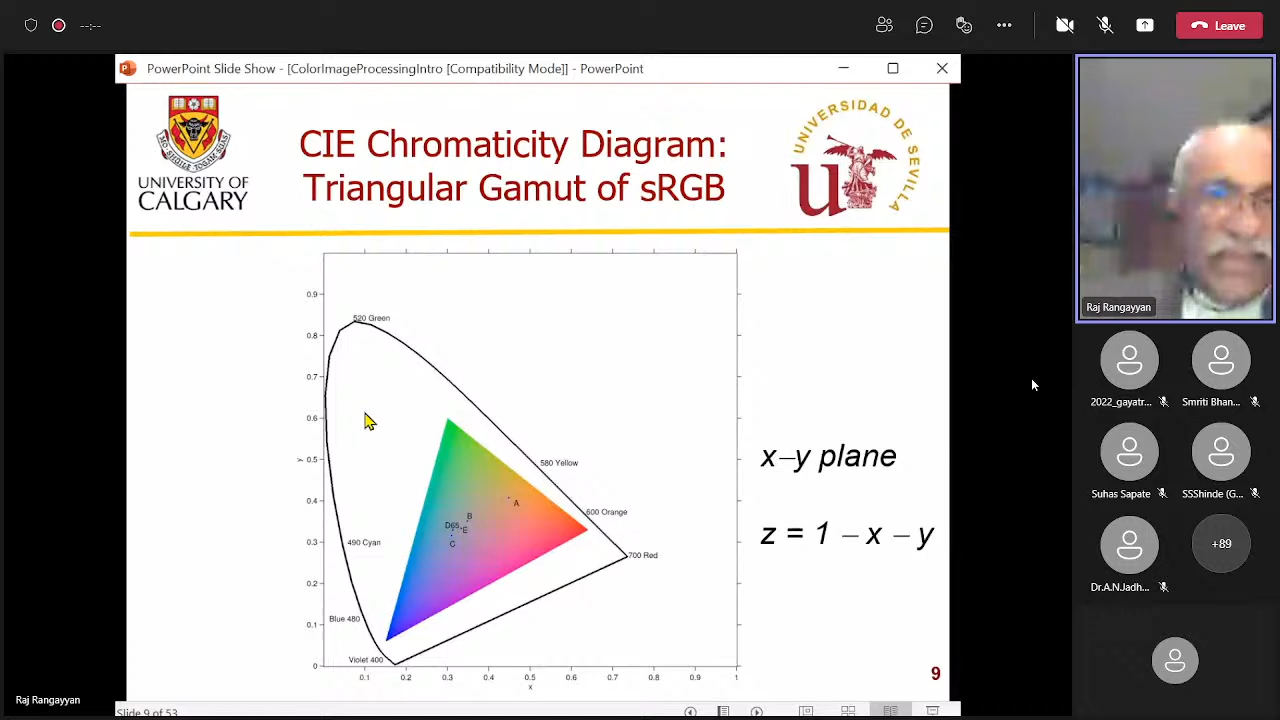 --:--
Leave
PowerPoint Slide Show - [ColorImageProcessingIntro [Compatibility Mode]] - PowerPoint
UNIVERSITY OF
CALGARY
CIE Chromaticity Diagram:
Triangular Gamut of sRGB
UNIVERSIDAD DE SEVILLA
u
0.9
0.8
0.7
0.6
0.5
0.4
0.3
0.2
0.1
0
y
520 Green
580 Yellow
600 Orange
700 Red
490 Cyan
Blue 480
Violet 400
A
B
D65
E
C
0.1
0.2
0.3
0.4
0.5
0.6
0.7
0.8
0.9
1
x
x–y plane
z = 1 – x – y
9
Slide 9 of 53
Raj Rangayyan
Raj Rangayyan
2022_gayatr...
Smriti Bhan...
Suhas Sapate
SSShinde (G...
Dr.A.N.Jadh...
+89